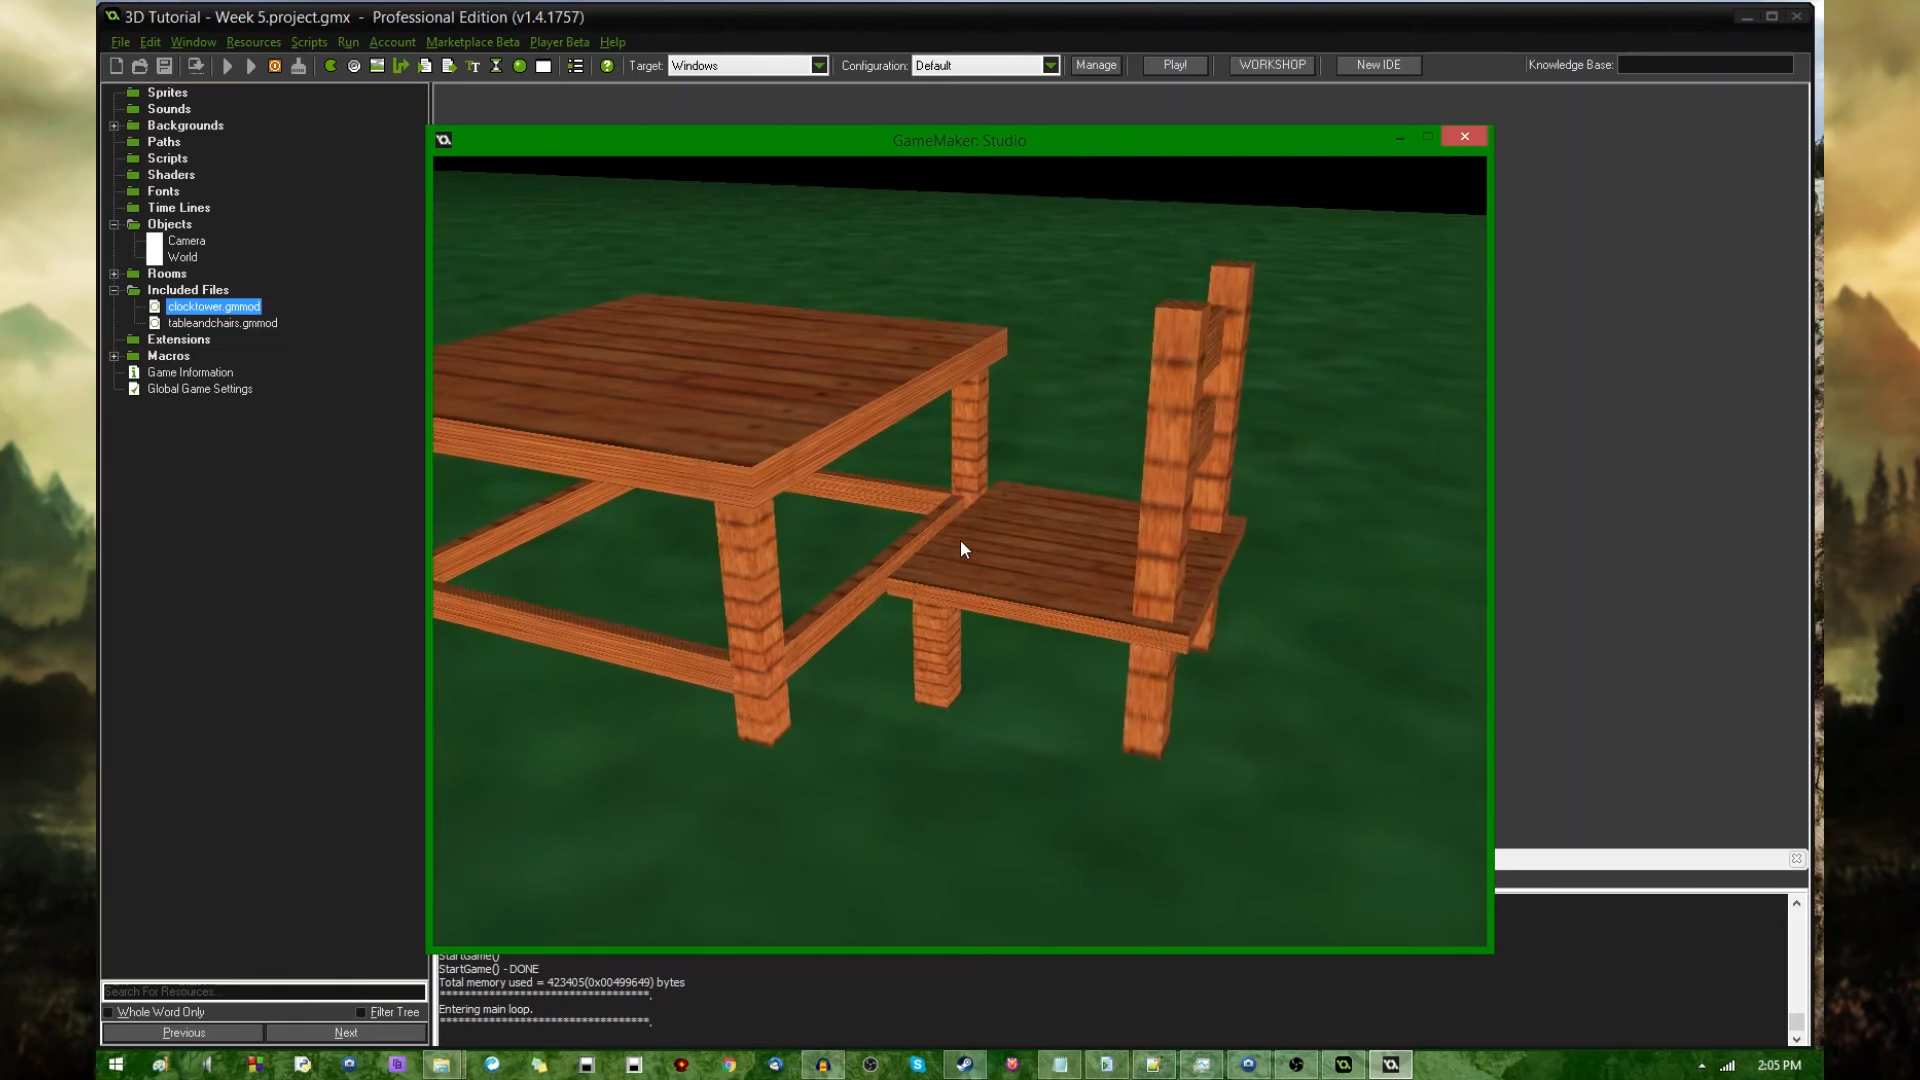 3D Tutorial - Week 5.project.gmx - Professional Edition (v1.4.1757)
File Edit Window Resources Scripts Run Account Marketplace Beta Player Beta Help
Target: Windows Configuration: Default Manage Play! WORKSHOP New IDE Knowledge Base:
Sprites
Sounds
Backgrounds
Paths
Scripts
Shaders
Fonts
Time Lines
Objects
Camera
World
Rooms
Included Files
clocktower.gmmod
tableandchairs.gmmod
Extensions
Macros
Game Information
Global Game Settings
GameMaker: Studio
StartGame()
StartGame() - DONE
Total memory used = 423405(0x00499649) bytes
***********************************.
Entering main loop.
***********************************.
Search For Resources...
Whole Word Only Filter Tree
Previous Next
2:05 PM